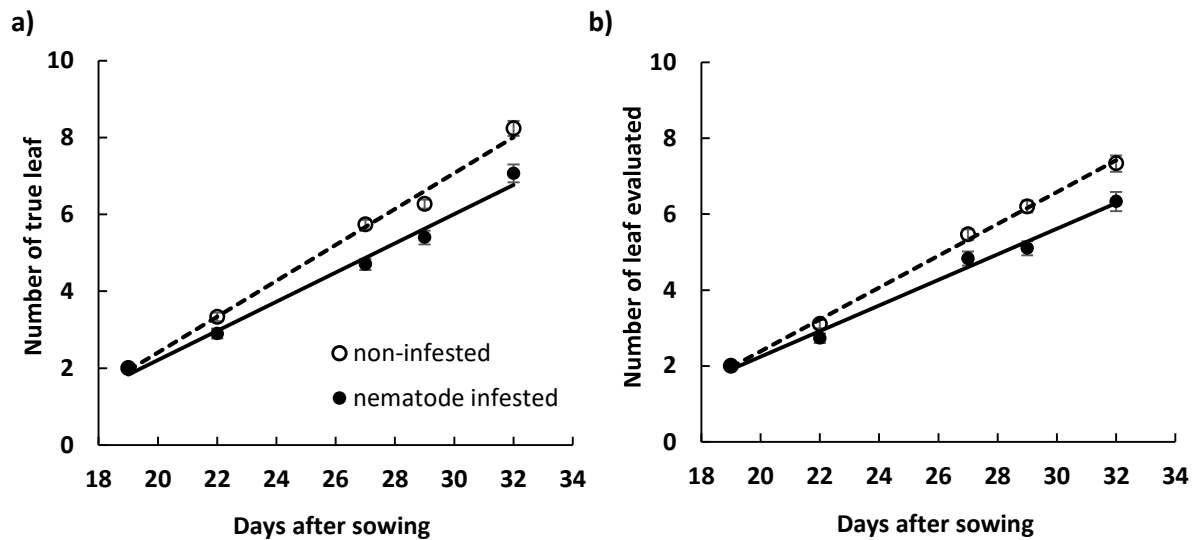 a)
Number of true leaf
10
8
6
4
2
0
non-infested
nematode infested
18 20 22 24 26 28 30 32 34
Days after sowing
b)
Number of leaf evaluated
10
8
6
4
2
0
18 20 22 24 26 28 30 32 34
Days after sowing